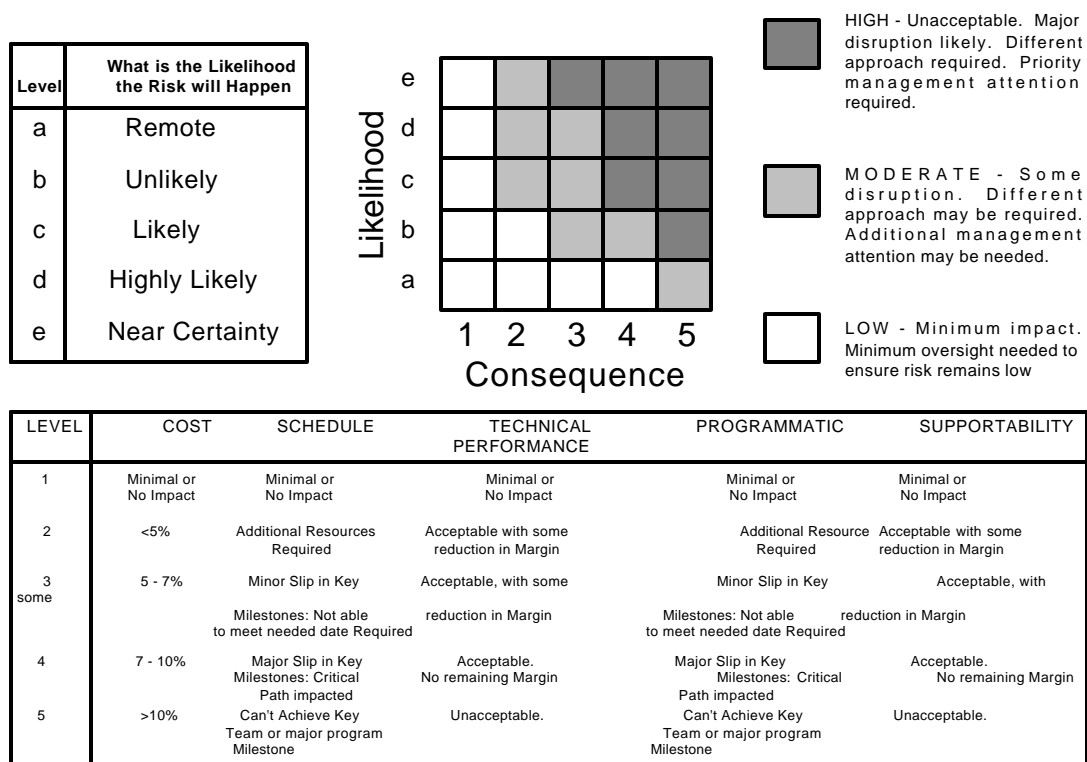 Level What is the Likelihood
the Risk will Happen
a Remote
b Unlikely
c Likely
d Highly Likely
e Near Certainty
Likelihood
e
d
c
b
a
1 2 3 4 5
Consequence
HIGH - Unacceptable. Major
disruption likely. Different
approach required. Priority
management attention
required.
MODERATE - Some
disruption. Different
approach may be required.
Additional management
attention may be needed.
LOW - Minimum impact.
Minimum oversight needed to
ensure risk remains low
LEVEL COST SCHEDULE TECHNICAL PROGRAMMATIC SUPPORTABILITY
PERFORMANCE
1 Minimal or Minimal or Minimal or Minimal or Minimal or
No Impact No Impact No Impact No Impact No Impact
2 <5% Additional Resources Acceptable with some Additional Resource Acceptable with some
Required reduction in Margin Required reduction in Margin
3 5 - 7% Minor Slip in Key Acceptable, with some Minor Slip in Key Acceptable, with
some
Milestones: Not able reduction in Margin Milestones: Not able reduction in Margin
to meet needed date Required to meet needed date Required
4 7 - 10% Major Slip in Key Acceptable. Major Slip in Key Acceptable.
Milestones: Critical No remaining Margin Milestones: Critical No remaining Margin
Path impacted Path impacted
5 >10% Can't Achieve Key Unacceptable. Can't Achieve Key Unacceptable.
Team or major program Team or major program
Milestone Milestone